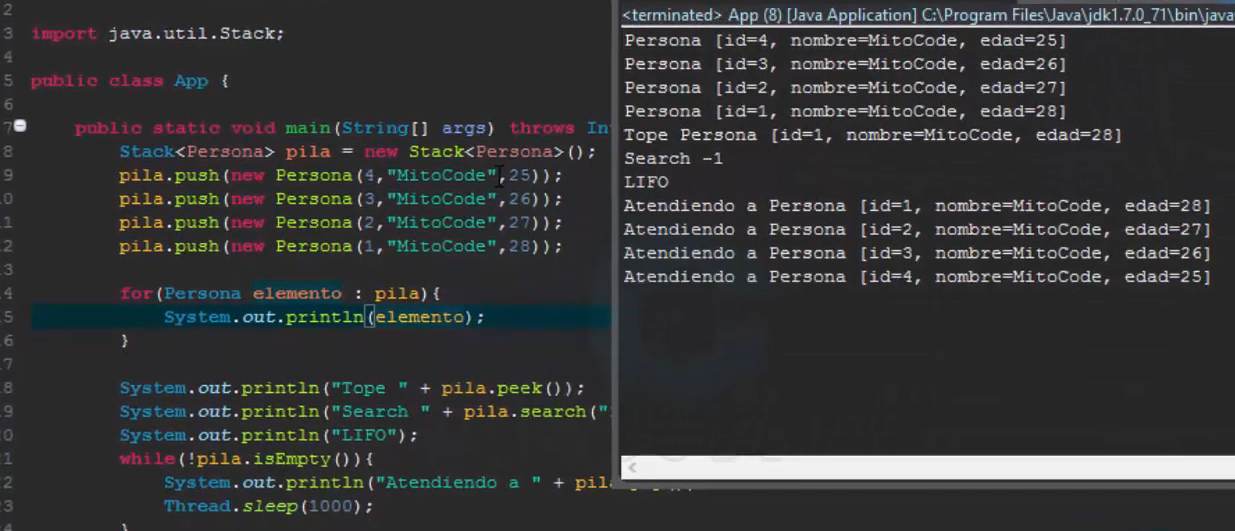 2
3 import java.util.Stack;
4
5 public class App {
6
7 public static void main(String[] args) throws In
8 Stack<Persona> pila = new Stack<Persona>();
9 pila.push(new Persona(4,"MitoCode",25));
10 pila.push(new Persona(3,"MitoCode",26));
11 pila.push(new Persona(2,"MitoCode",27));
12 pila.push(new Persona(1,"MitoCode",28));
13
14 for(Persona elemento : pila){
15 System.out.println(elemento);
16 }
17
18 System.out.println("Tope " + pila.peek());
19 System.out.println("Search " + pila.search("
20 System.out.println("LIFO");
21 while(!pila.isEmpty()){
22 System.out.println("Atendiendo a " + pil
23 Thread.sleep(1000);
24 }
<terminated> App (8) [Java Application] C:\Program Files\Java\jdk1.7.0_71\bin\java
Persona [id=4, nombre=MitoCode, edad=25]
Persona [id=3, nombre=MitoCode, edad=26]
Persona [id=2, nombre=MitoCode, edad=27]
Persona [id=1, nombre=MitoCode, edad=28]
Tope Persona [id=1, nombre=MitoCode, edad=28]
Search -1
LIFO
Atendiendo a Persona [id=1, nombre=MitoCode, edad=28]
Atendiendo a Persona [id=2, nombre=MitoCode, edad=27]
Atendiendo a Persona [id=3, nombre=MitoCode, edad=26]
Atendiendo a Persona [id=4, nombre=MitoCode, edad=25]